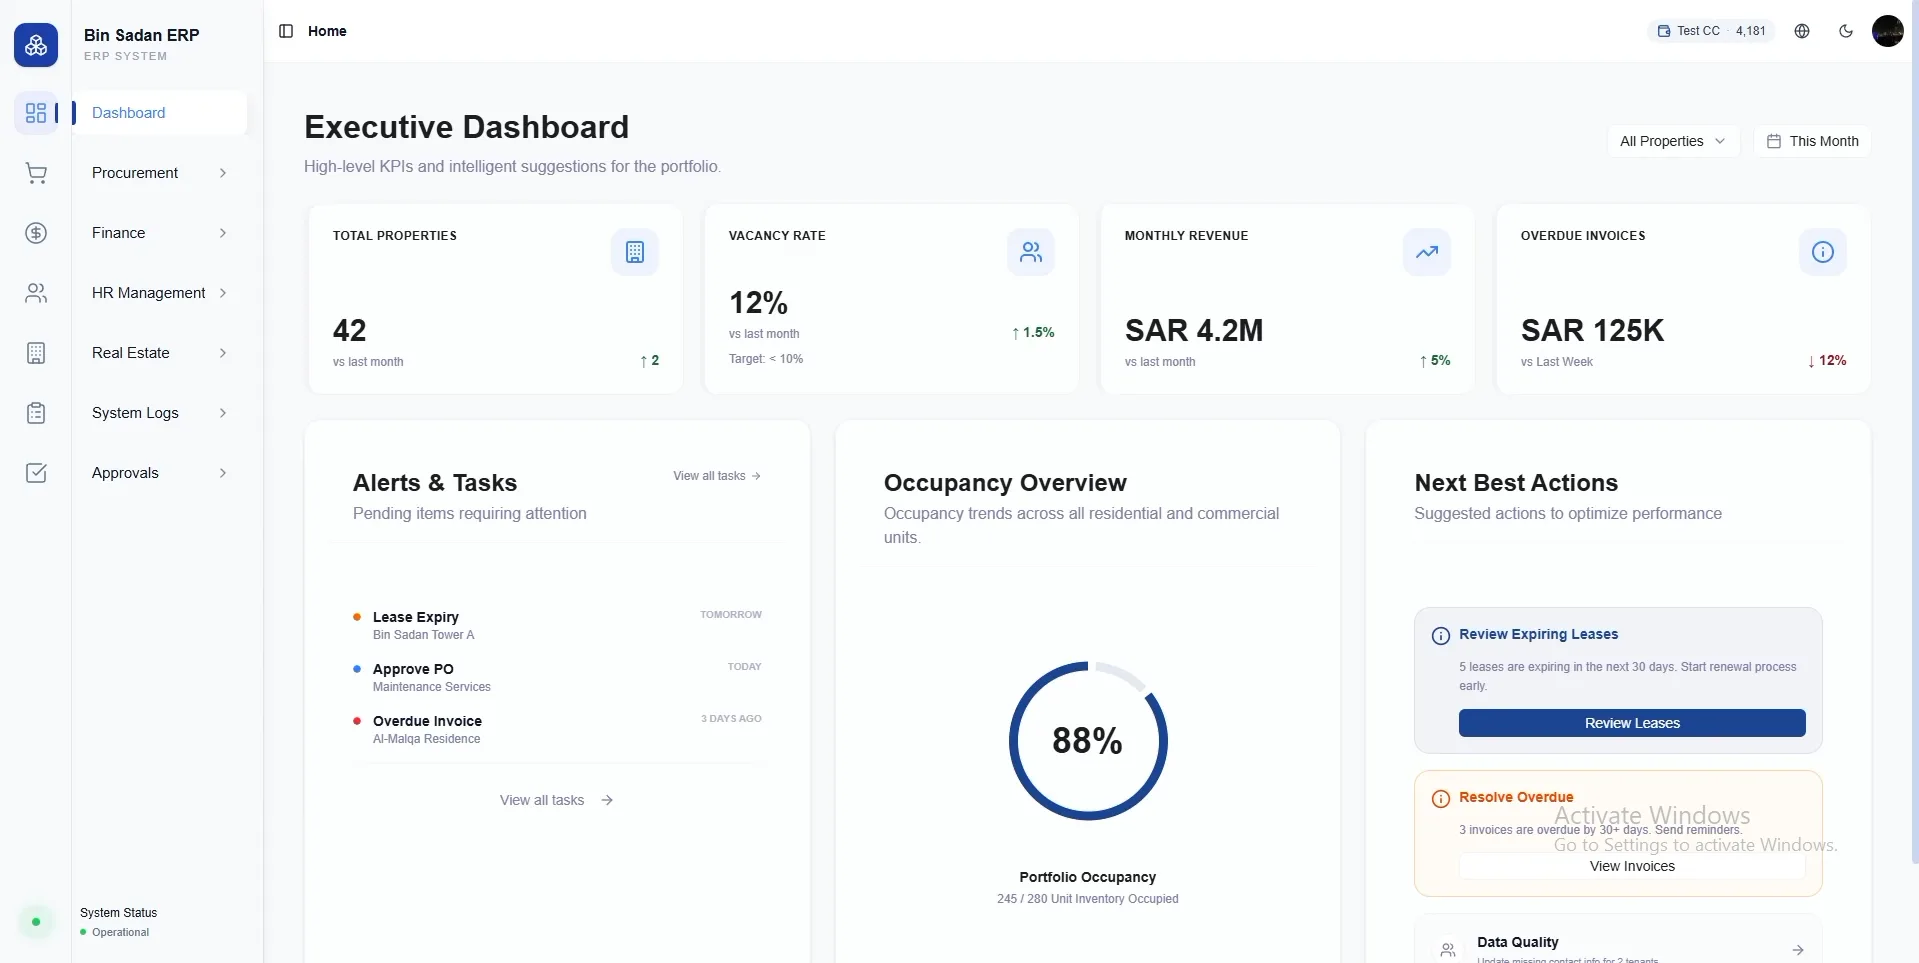 Bin Sadan ERP
ERP SYSTEM
Dashboard
Procurement
Finance
HR Management
Real Estate
System Logs
Approvals
System Status
Operational
Home
Test CC · 4,181
Executive Dashboard
High-level KPIs and intelligent suggestions for the portfolio.
All Properties
This Month
TOTAL PROPERTIES
42
vs last month
↑ 2
VACANCY RATE
12%
vs last month
↑ 1.5%
Target: < 10%
MONTHLY REVENUE
SAR 4.2M
vs last month
↑ 5%
OVERDUE INVOICES
SAR 125K
vs Last Week
↓ 12%
Alerts & Tasks
View all tasks →
Pending items requiring attention
Lease Expiry
TOMORROW
Bin Sadan Tower A
Approve PO
TODAY
Maintenance Services
Overdue Invoice
3 DAYS AGO
Al-Malqa Residence
View all tasks →
Occupancy Overview
Occupancy trends across all residential and commercial
units.
88%
Portfolio Occupancy
245 / 280 Unit Inventory Occupied
Next Best Actions
Suggested actions to optimize performance
Review Expiring Leases
5 leases are expiring in the next 30 days. Start renewal process
early.
Review Leases
Resolve Overdue
3 invoices are overdue by 30+ days. Send reminders.
View Invoices
Activate Windows
Go to Settings to activate Windows.
Data Quality
Update missing contact info for 2 tenants